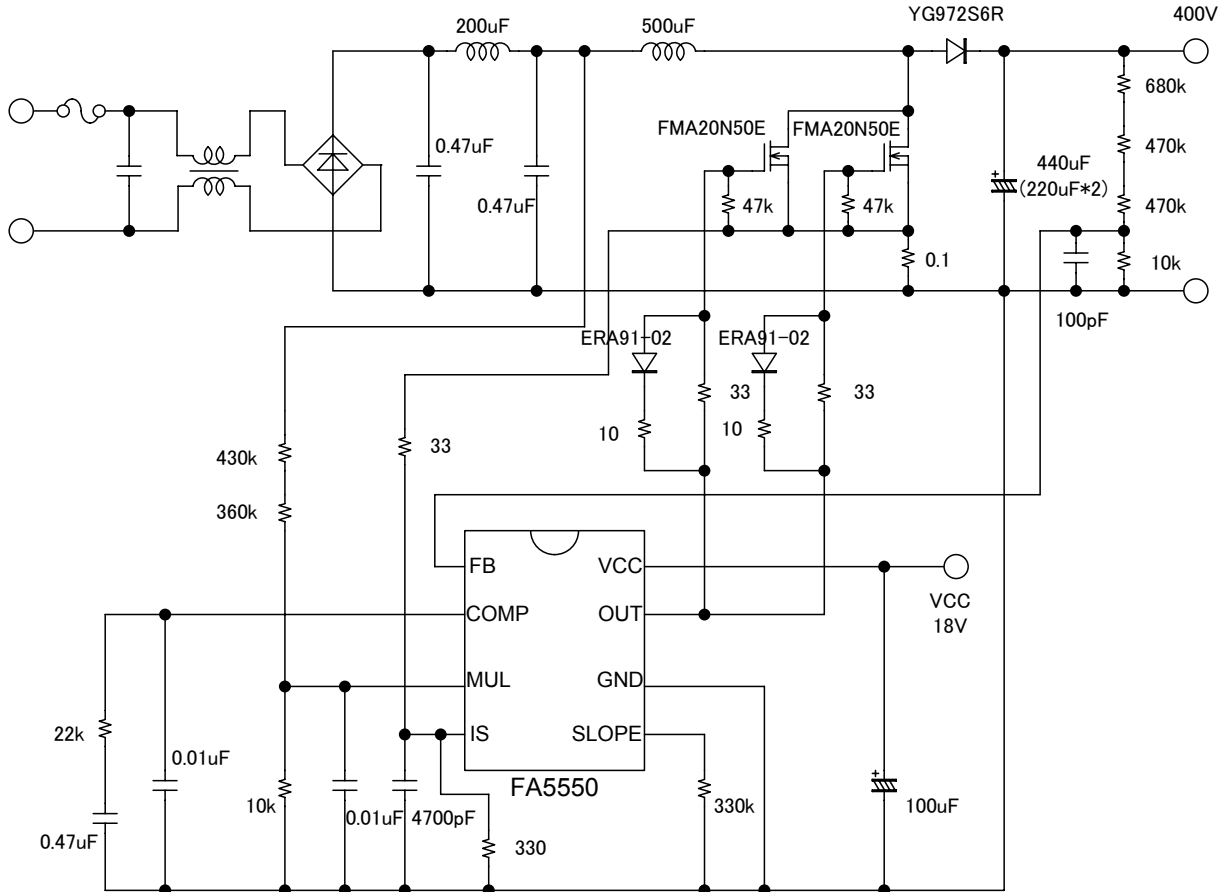 YG972S6R
400V
200uF
500uF
680k
FMA20N50E
FMA20N50E
0.47uF
470k
440uF
(220uF*2)
0.47uF
47k
47k
470k
0.1
10k
100pF
ERA91-02
ERA91-02
33
33
10
10
430k
33
360k
FB
VCC
COMP
OUT
VCC
18V
MUL
GND
22k
IS
SLOPE
0.01uF
FA5550
10k
0.01uF
4700pF
330k
100uF
0.47uF
330